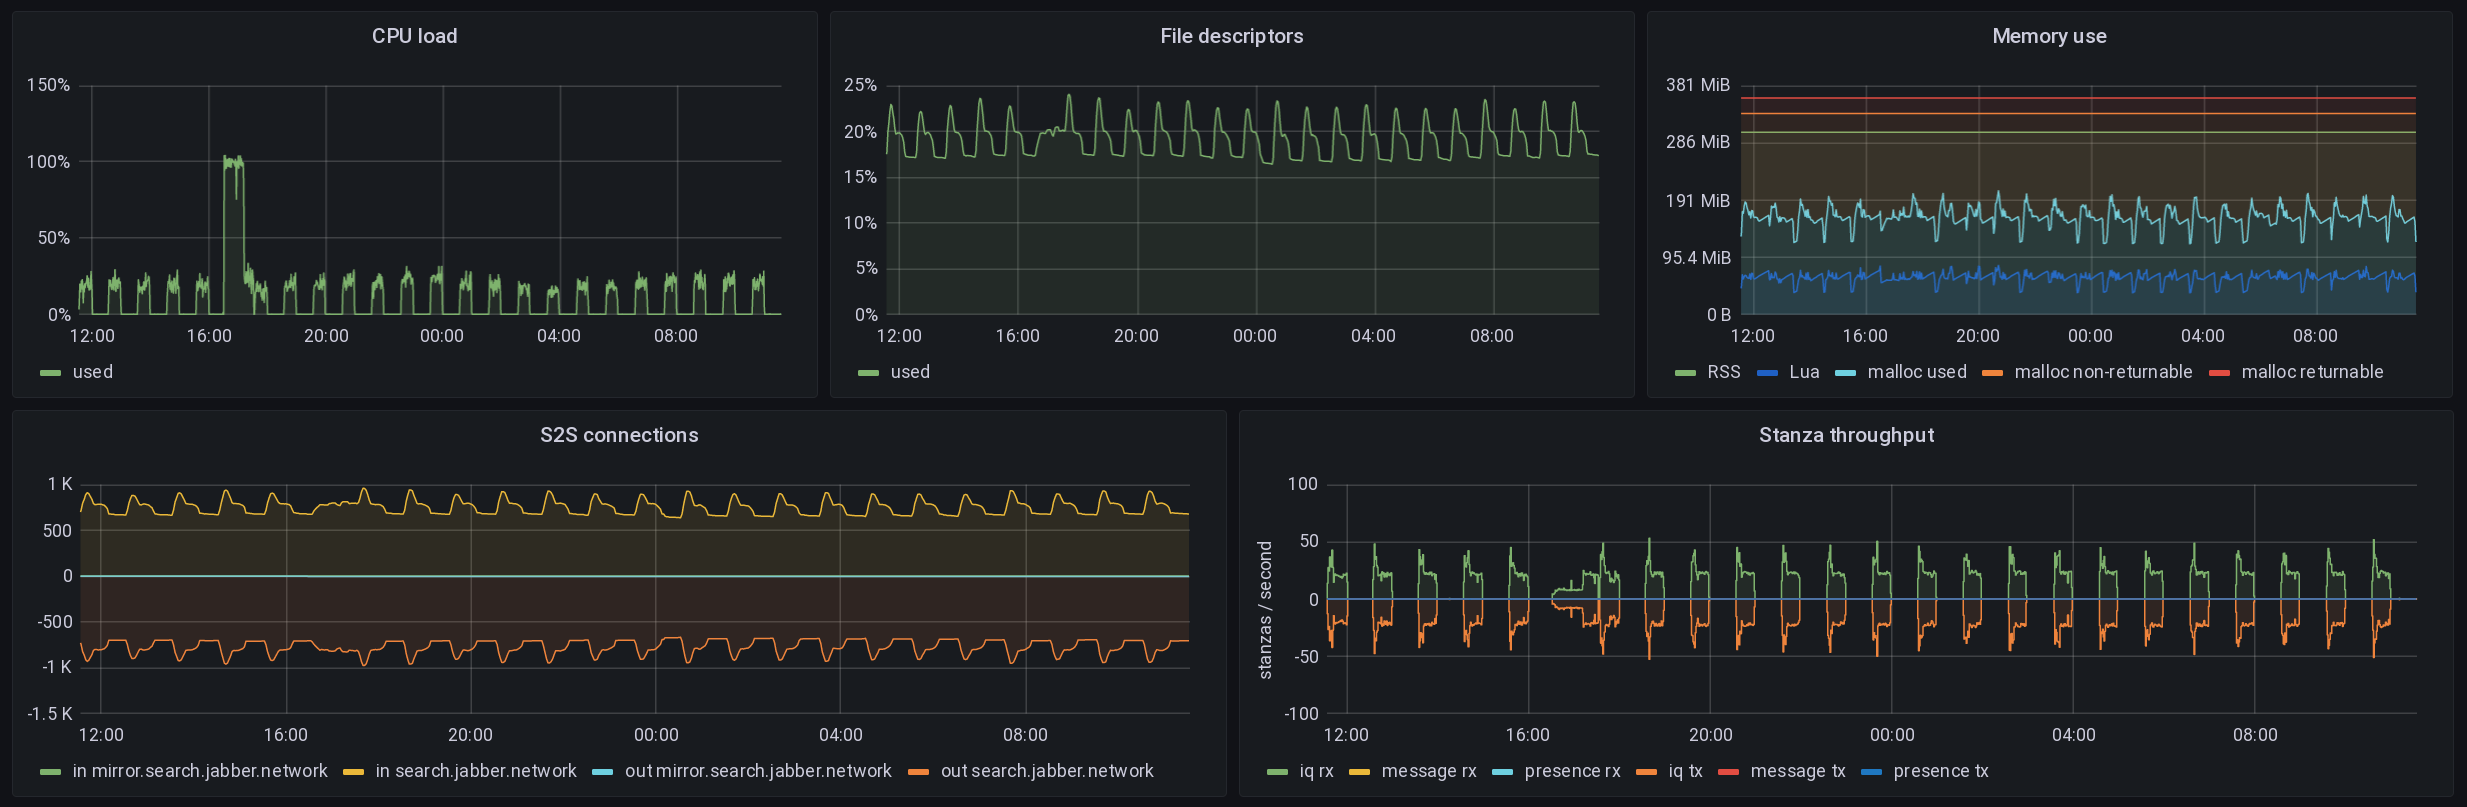 CPU load
150%
100%
50%
0%
12:00 16:00 20:00 00:00 04:00 08:00
used
File descriptors
25%
20%
15%
10%
5%
0%
12:00 16:00 20:00 00:00 04:00 08:00
used
Memory use
381 MiB
286 MiB
191 MiB
95.4 MiB
0 B
12:00 16:00 20:00 00:00 04:00 08:00
RSS Lua malloc used malloc non-returnable malloc returnable
S2S connections
1 K
500
0
-500
-1 K
-1.5 K
12:00 16:00 20:00 00:00 04:00 08:00
in mirror.search.jabber.network in search.jabber.network out mirror.search.jabber.network out search.jabber.network
Stanza throughput
stanzas / second
100
50
0
-50
-100
12:00 16:00 20:00 00:00 04:00 08:00
iq rx message rx presence rx iq tx message tx presence tx